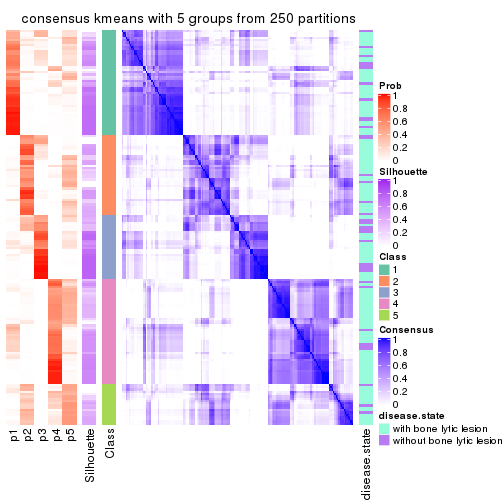 consensus kmeans with 5 groups from 250 partitions
Prob
1
0.8
0.6
0.4
0.2
0
Silhouette
1
0.8
0.6
0.4
0.2
0
Class
1
2
3
4
5
Consensus
1
0.8
0.6
0.4
0.2
0
disease.state
with bone lytic lesion
without bone lytic lesion
p1
p2
p3
p4
p5
Silhouette
Class
disease.state